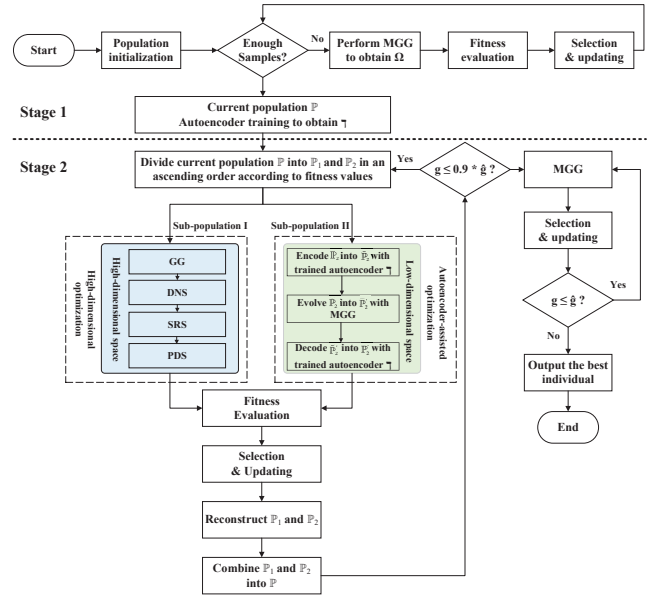 Start
Population
initialization
Enough
Samples?
No
Perform MGG
to obtain Ω
Fitness
evaluation
Selection
& updating
Stage 1
Current population ℙ
Autoencoder training to obtain ℸ
Stage 2
Divide current population ℙ into ℙ₁ and ℙ₂ in an
ascending order according to fitness values
Yes
g ≤ 0.9 * ĝ ?
MGG
Selection
& updating
g ≤ ĝ ?
Yes
No
Output the best
individual
End
Sub-population I
High-dimensional
optimization
High-dimensional space
GG
DNS
SRS
PDS
Sub-population II
Encode ℙ₂ into
with
trained autoencoder ℸ
Evolve
into
with
MGG
Decode
into
with
trained autoencoder ℸ
Low-dimensional space
Autoencoder-assisted
optimization
Fitness
Evaluation
Selection
& Updating
Reconstruct ℙ₁ and ℙ₂
Combine ℙ₁ and ℙ₂
into ℙ